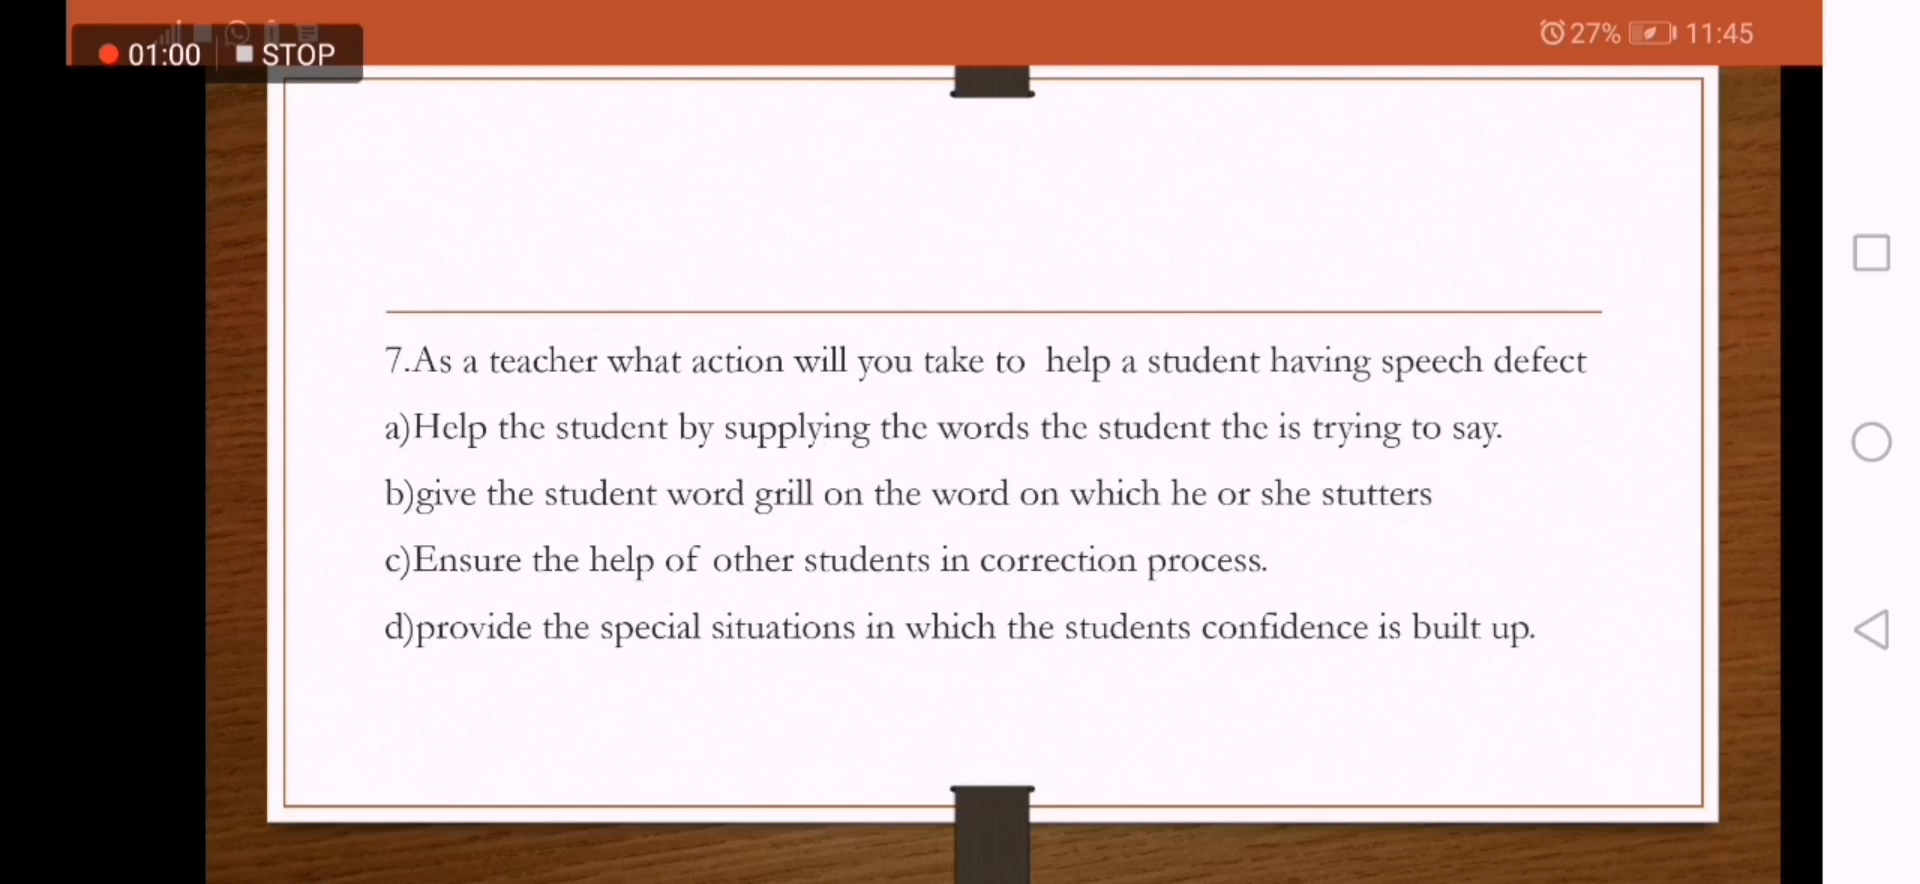 01:00 STOP 27% 11:45
7.As a teacher what action will you take to help a student having speech defect
a)Help the student by supplying the words the student the is trying to say.
b)give the student word grill on the word on which he or she stutters
c)Ensure the help of other students in correction process.
d)provide the special situations in which the students confidence is built up.